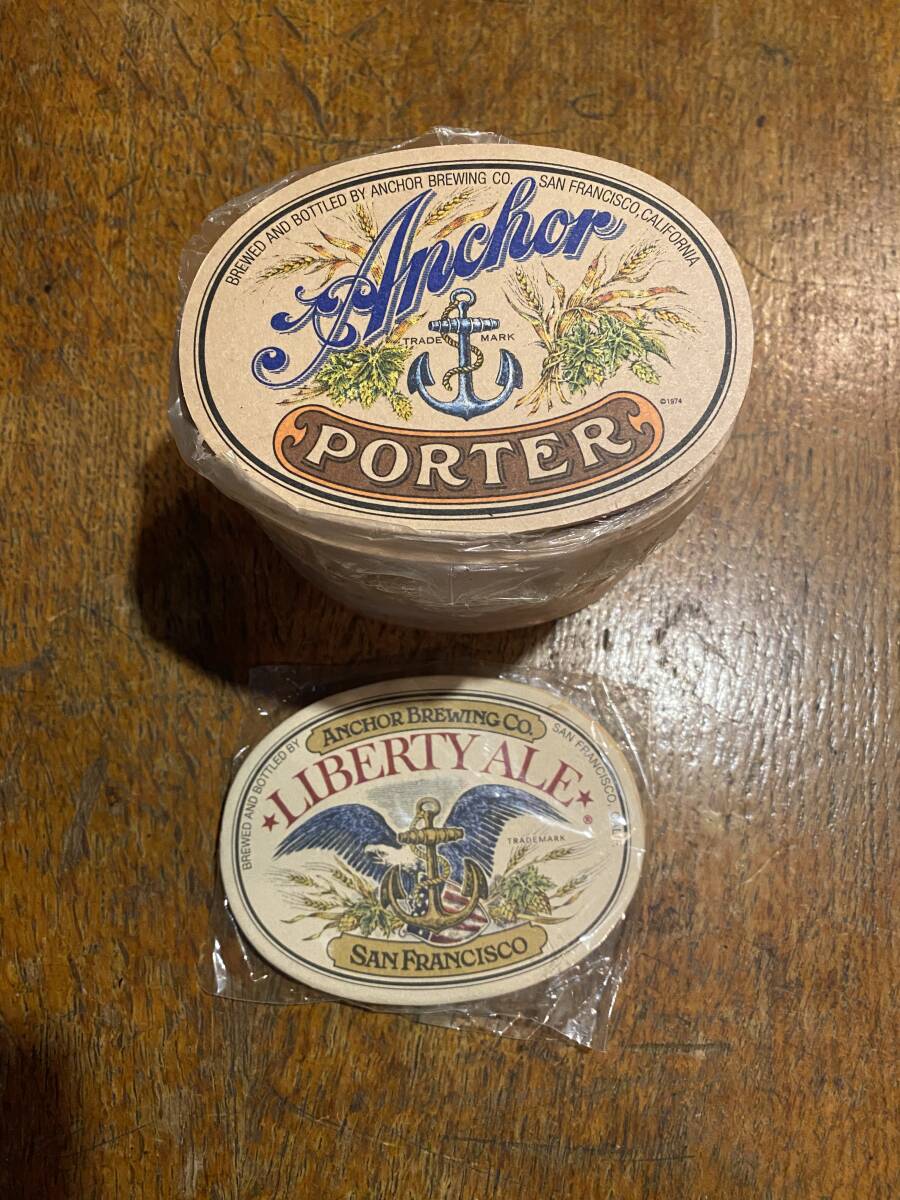 BREWED AND BOTTLED BY ANCHOR BREWING CO. SAN FRANCISCO, CALIFORNIA
Anchor
TRADE MARK
©1974
PORTER
BREWED AND BOTTLED BY
ANCHOR BREWING CO.
SAN FRANCISCO,
LIBERTY ALE
®
TRADEMARK
SAN FRANCISCO